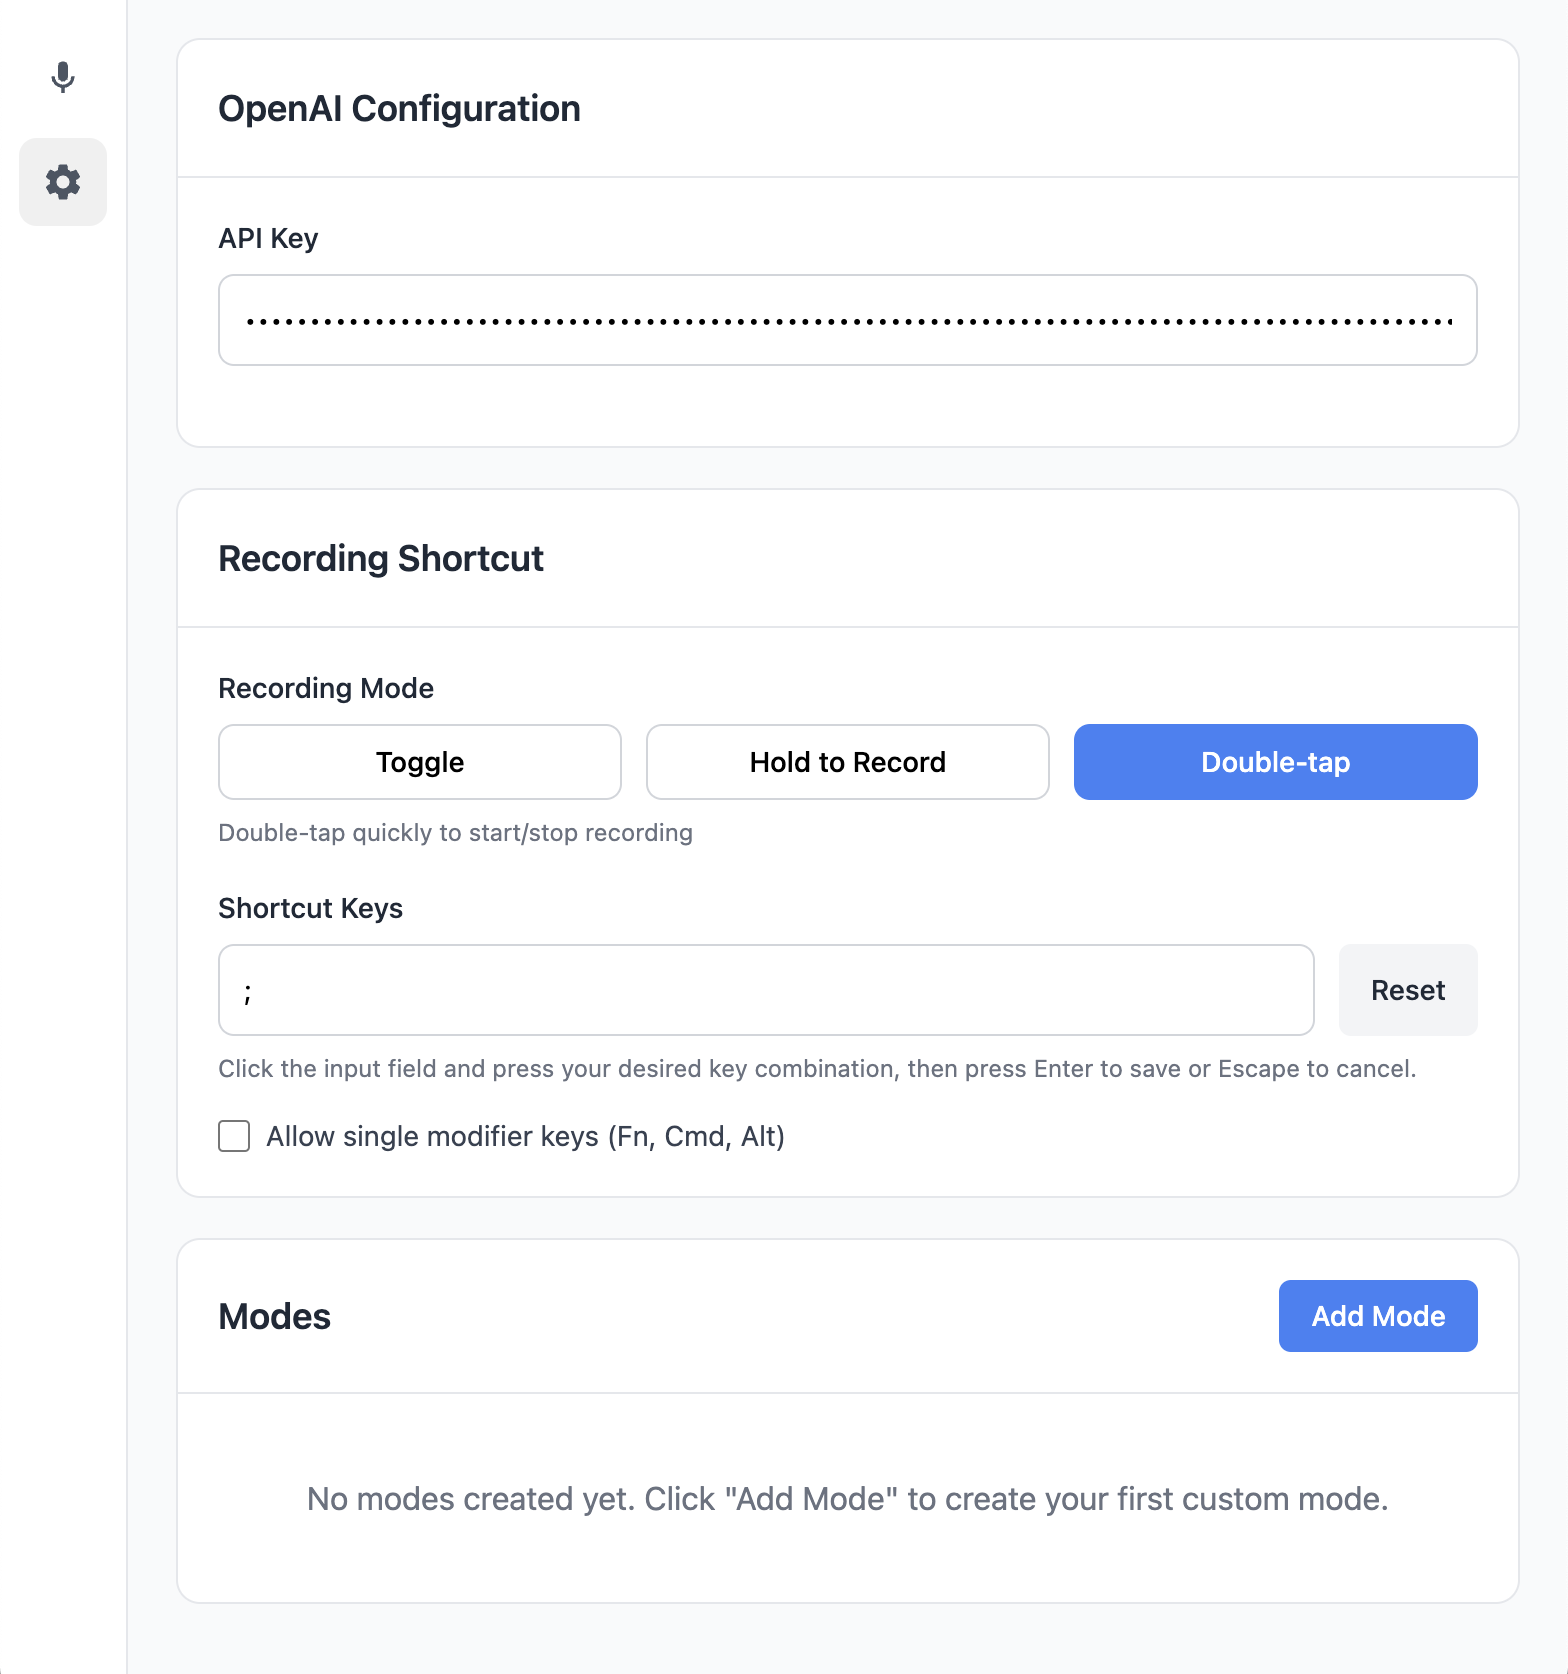 OpenAI Configuration
API Key
Recording Shortcut
Recording Mode
Toggle
Hold to Record
Double-tap
Double-tap quickly to start/stop recording
Shortcut Keys
;
Reset
Click the input field and press your desired key combination, then press Enter to save or Escape to cancel.
Allow single modifier keys (Fn, Cmd, Alt)
Modes
Add Mode
No modes created yet. Click "Add Mode" to create your first custom mode.